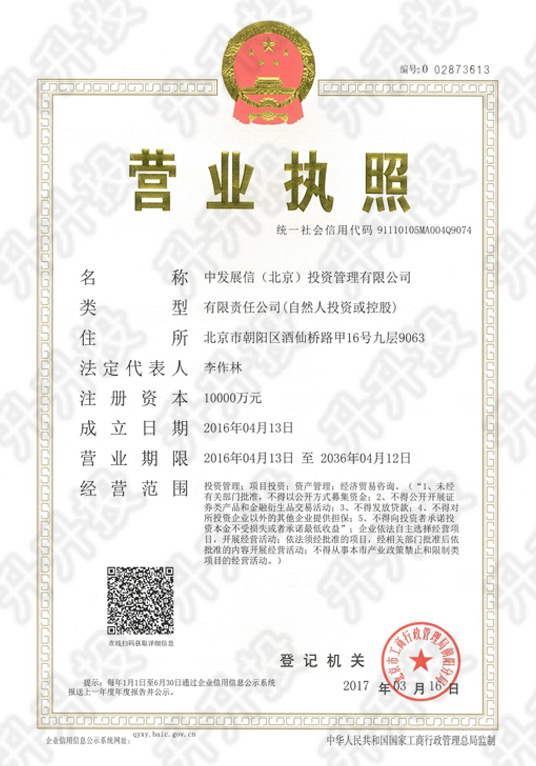 编号:0 02873613
营业执照
统一社会信用代码 91110105MA004Q9074
名称 中发展信（北京）投资管理有限公司
类型 有限责任公司(自然人投资或控股)
住所 北京市朝阳区酒仙桥路甲16号九层9063
法定代表人 李作林
注册资本 10000万元
成立日期 2016年04月13日
营业期限 2016年04月13日 至 2036年04月12日
经营范围 投资管理；项目投资；资产管理；经济贸易咨询。（“1、未经
有关部门批准，不得以公开方式募集资金；2、不得公开开展证
券类产品和金融衍生品交易活动；3、不得发放贷款；4、不得对
所投资企业以外的其他企业提供担保；5、不得向投资者承诺投
资本金不受损失或者承诺最低收益”；企业依法自主选择经营项
目，开展经营活动；依法须经批准的项目，经相关部门批准后依
批准的内容开展经营活动；不得从事本市产业政策禁止和限制类
项目的经营活动。）
在线扫码获取详细信息
登记机关
北京市工商行政管理局朝阳分局
2017 年 03 月 16 日
提示：每年1月1日至6月30日通过企业信用信息公示系统
报送上一年度年度报告并公示。
企业信用信息公示系统网址： qyxy.baic.gov.cn
中华人民共和国国家工商行政管理总局监制